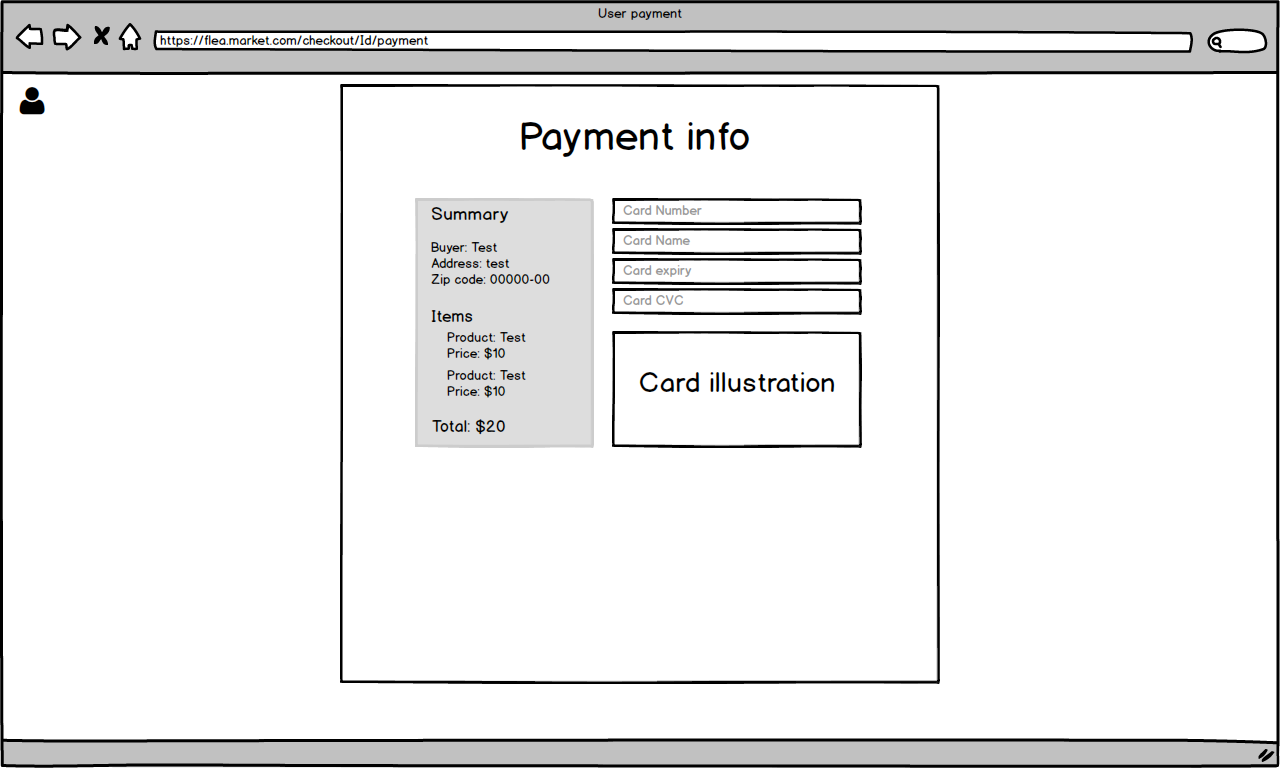 User payment
https://flea.market.com/checkout/Id/payment
Payment info
Summary
Buyer: Test
Address: test
Zip code: 00000-00
Items
Product: Test
Price: $10
Product: Test
Price: $10
Total: $20
Card Number
Card Name
Card expiry
Card CVC
Card illustration